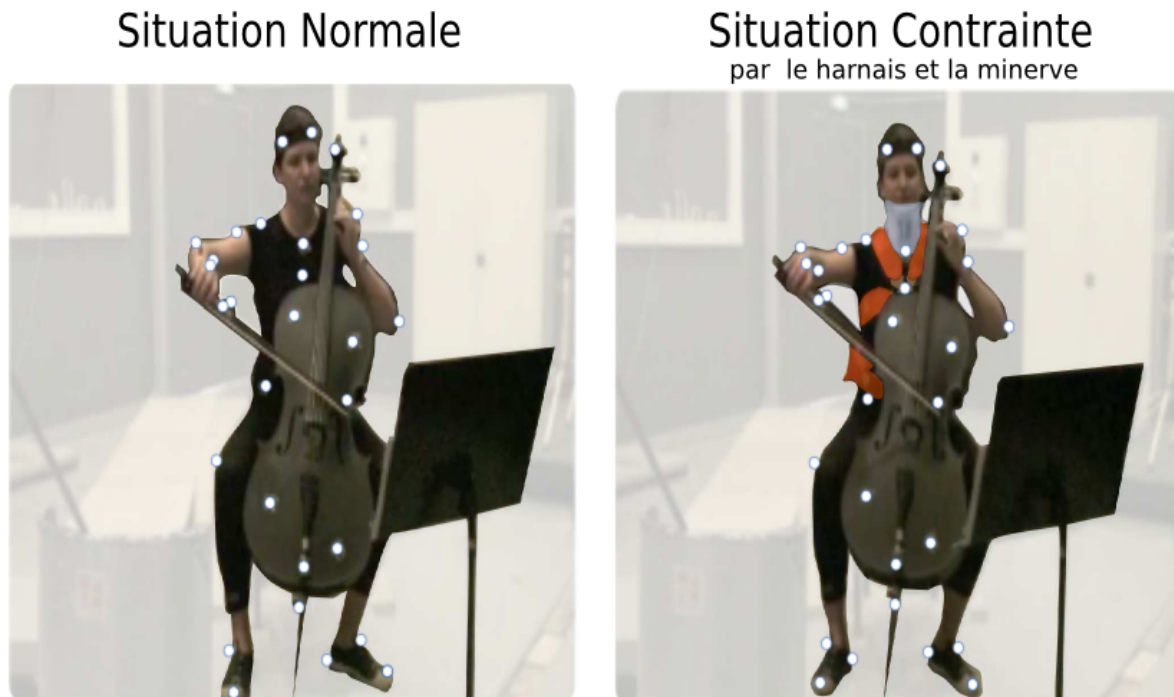 Situation Normale
Situation Contrainte
par le harnais et la minerve